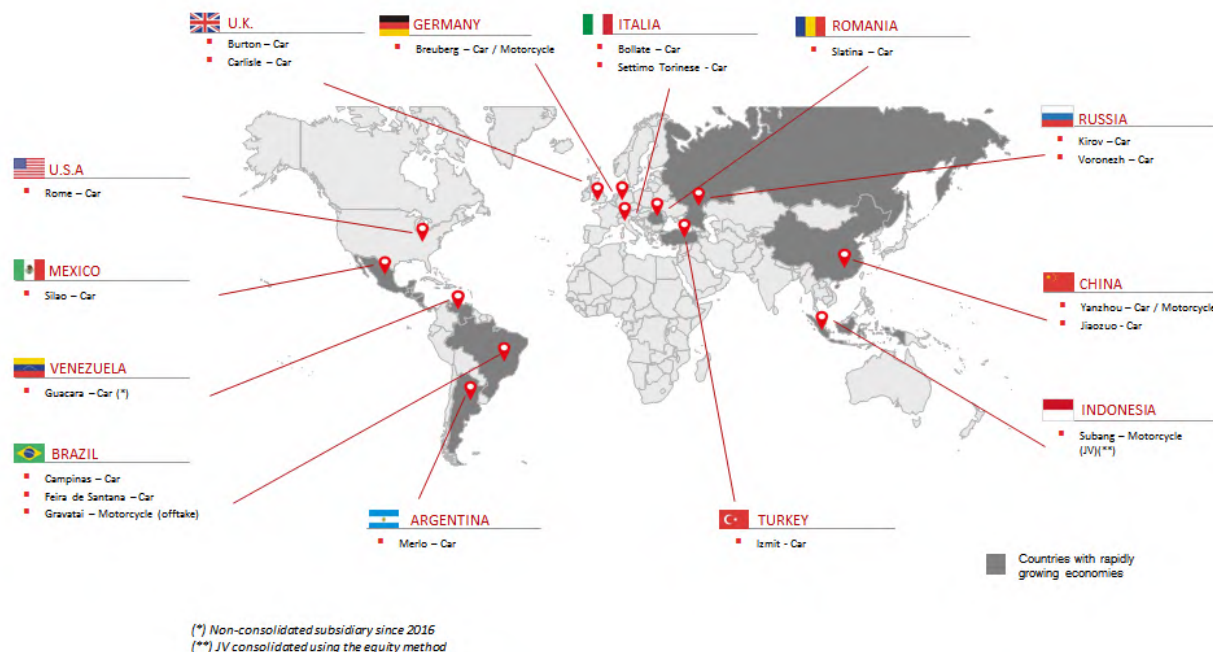 U.K.
Burton – Car
Carlisle – Car
GERMANY
Breuberg – Car / Motorcycle
ITALIA
Bollate – Car
Settimo Torinese - Car
ROMANIA
Slatina – Car
RUSSIA
Kirov – Car
Voronezh – Car
U.S.A
Rome – Car
MEXICO
Silao – Car
CHINA
Yanzhou – Car / Motorcycle
Jiaozuo - Car
VENEZUELA
Guacara – Car (*)
INDONESIA
Subang – Motorcycle
(JV)(**)
BRAZIL
Campinas – Car
Feira de Santana – Car
Gravatai – Motorcycle (offtake)
ARGENTINA
Merlo – Car
TURKEY
Izmit - Car
Countries with rapidly
growing economies
(*) Non-consolidated subsidiary since 2016
(**) JV consolidated using the equity method